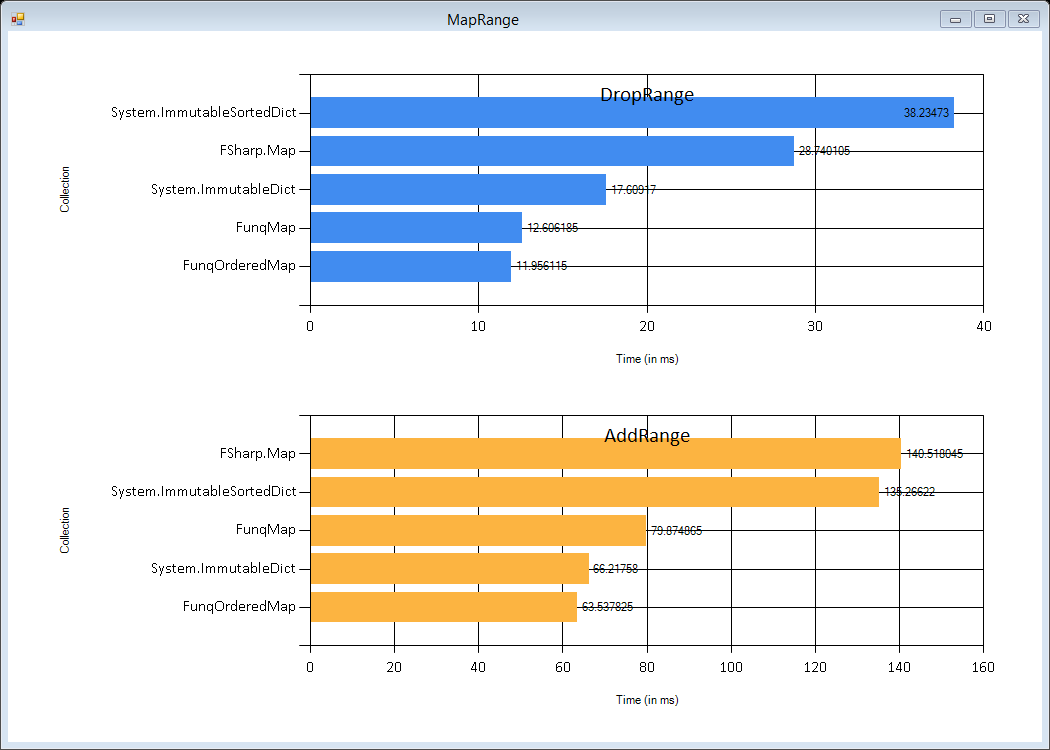 MapRange
DropRange
Collection
System.ImmutableSortedDict 38.23473
FSharp.Map 28.740105
System.ImmutableDict 17.60917
FunqMap 12.606185
FunqOrderedMap 11.956115
0 10 20 30 40
Time (in ms)
AddRange
Collection
FSharp.Map 140.518045
System.ImmutableSortedDict 135.26622
FunqMap 79.874865
System.ImmutableDict 66.21758
FunqOrderedMap 63.537825
0 20 40 60 80 100 120 140 160
Time (in ms)